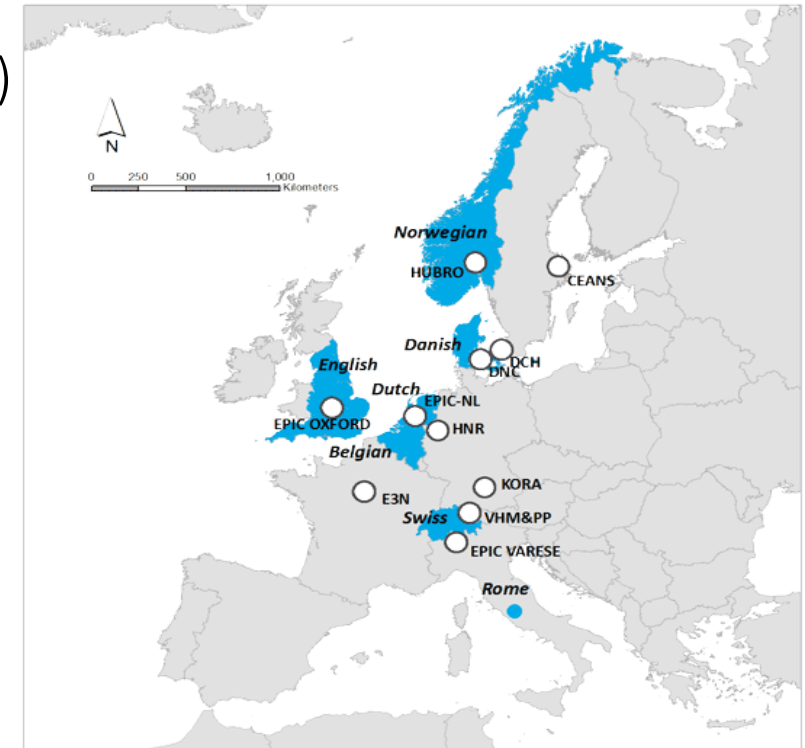 )
N
0 250 500 1,000
Kilometers
Norwegian
HUBRO
CEANS
Danish
DCH
DNC
English
Dutch
EPIC-NL
EPIC OXFORD
HNR
Belgian
KORA
E3N
Swiss
VHM&PP
EPIC VARESE
Rome